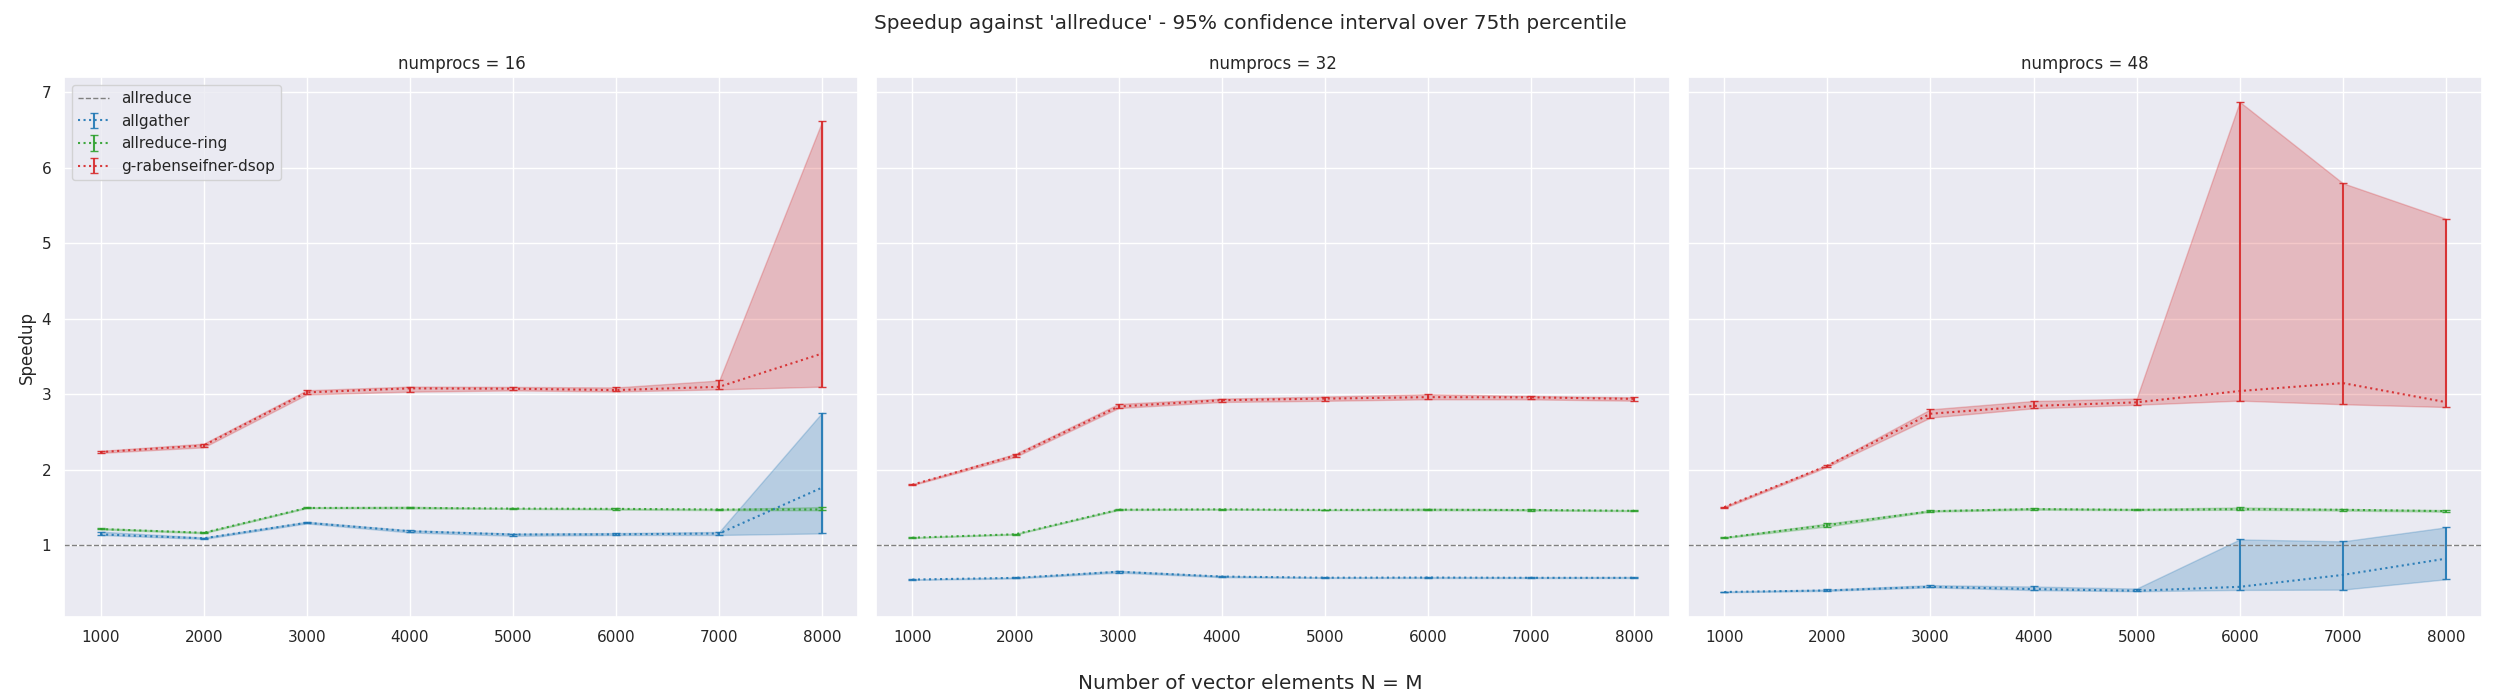 Speedup against 'allreduce' - 95% confidence interval over 75th percentile
numprocs = 16
numprocs = 32
numprocs = 48
allreduce
allgather
allreduce-ring
g-rabenseifner-dsop
Speedup
7
6
5
4
3
2
1
1000 2000 3000 4000 5000 6000 7000 8000
1000 2000 3000 4000 5000 6000 7000 8000
1000 2000 3000 4000 5000 6000 7000 8000
Number of vector elements N = M